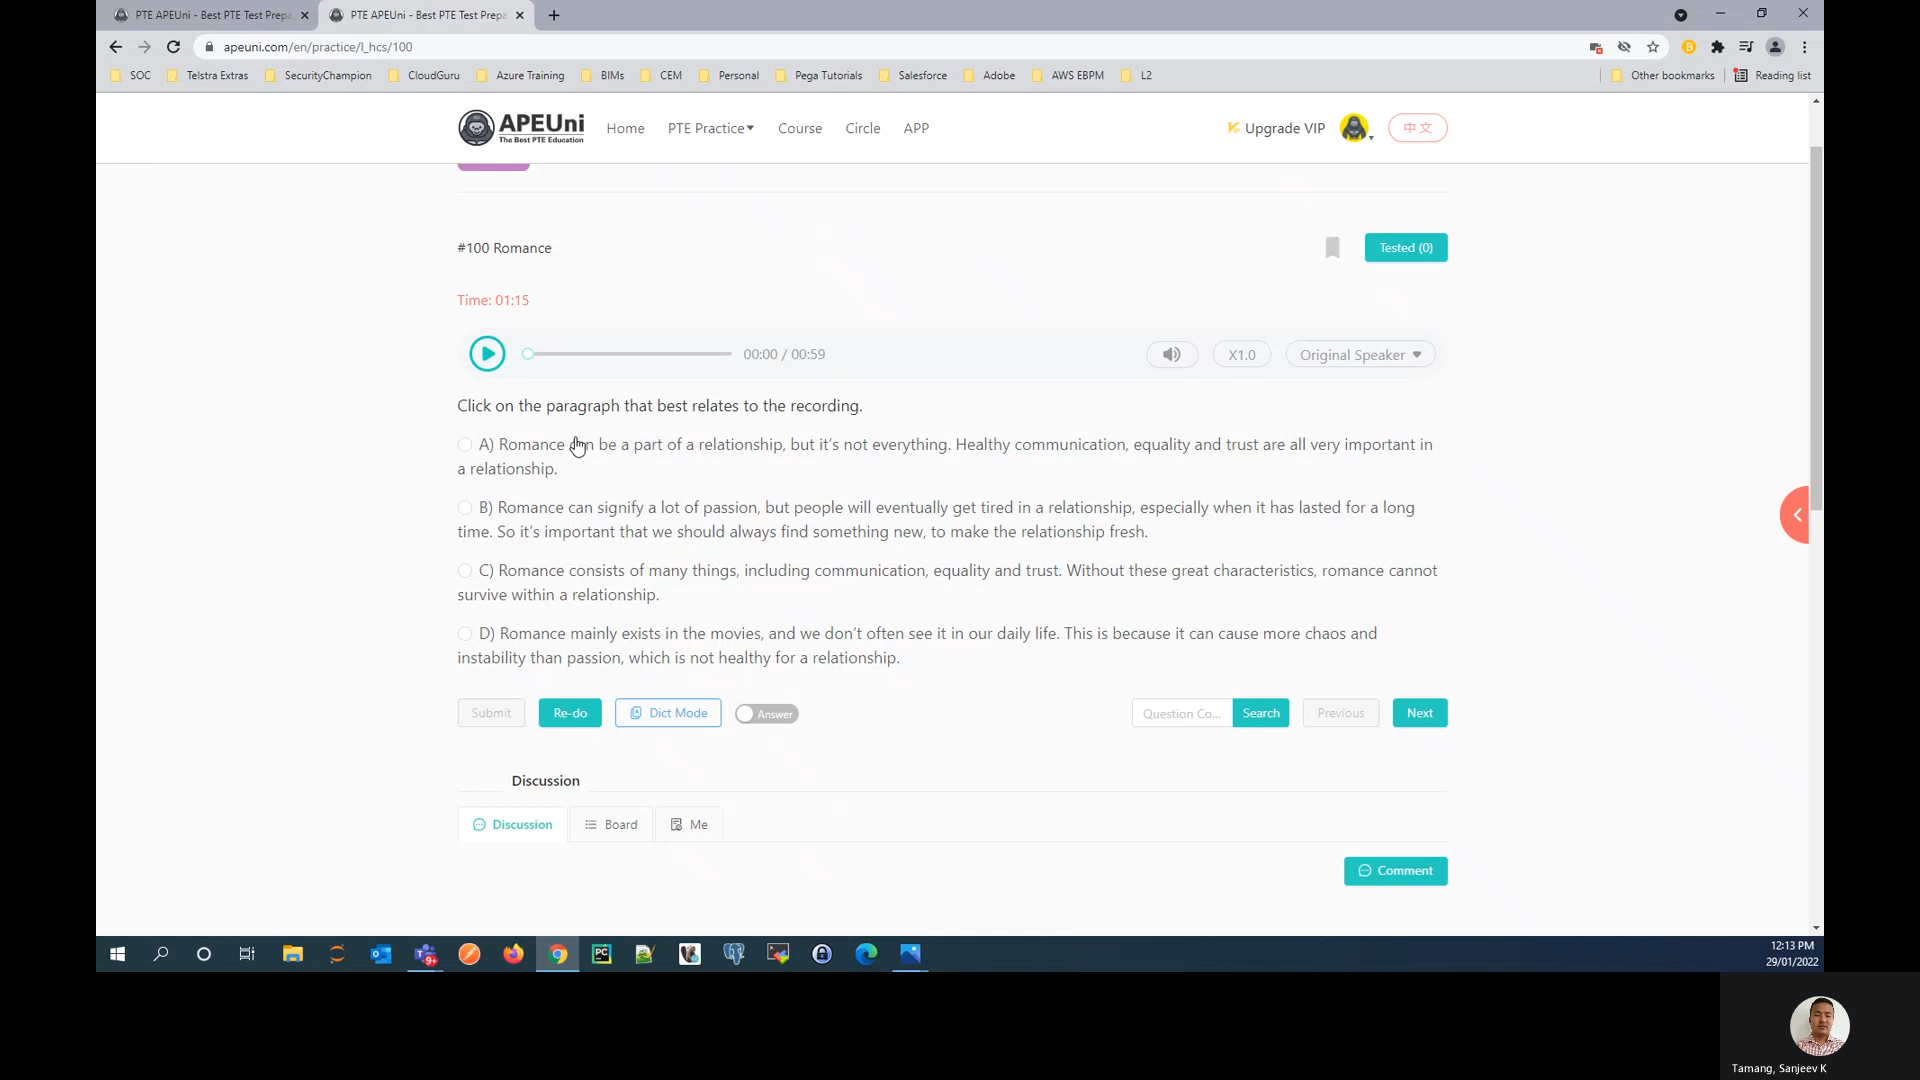 PTE APEUni - Best PTE Test Prepa
PTE APEUni - Best PTE Test Prepa
apeuni.com/en/practice/l_hcs/100
SOC Telstra Extras SecurityChampion CloudGuru Azure Training BIMs CEM Personal Pega Tutorials Salesforce Adobe AWS EBPM L2 Other bookmarks Reading list
APEUni
The Best PTE Education
Home PTE Practice Course Circle APP Upgrade VIP 中文
#100 Romance
Tested (0)
Time: 01:15
00:00 / 00:59 X1.0 Original Speaker
Click on the paragraph that best relates to the recording.
A) Romance can be a part of a relationship, but it's not everything. Healthy communication, equality and trust are all very important in
a relationship.
B) Romance can signify a lot of passion, but people will eventually get tired in a relationship, especially when it has lasted for a long
time. So it's important that we should always find something new, to make the relationship fresh.
C) Romance consists of many things, including communication, equality and trust. Without these great characteristics, romance cannot
survive within a relationship.
D) Romance mainly exists in the movies, and we don't often see it in our daily life. This is because it can cause more chaos and
instability than passion, which is not healthy for a relationship.
Submit Re-do Dict Mode Answer Question Co... Search Previous Next
Discussion
Discussion Board Me
Comment
12:13 PM
29/01/2022
Tamang, Sanjeev K